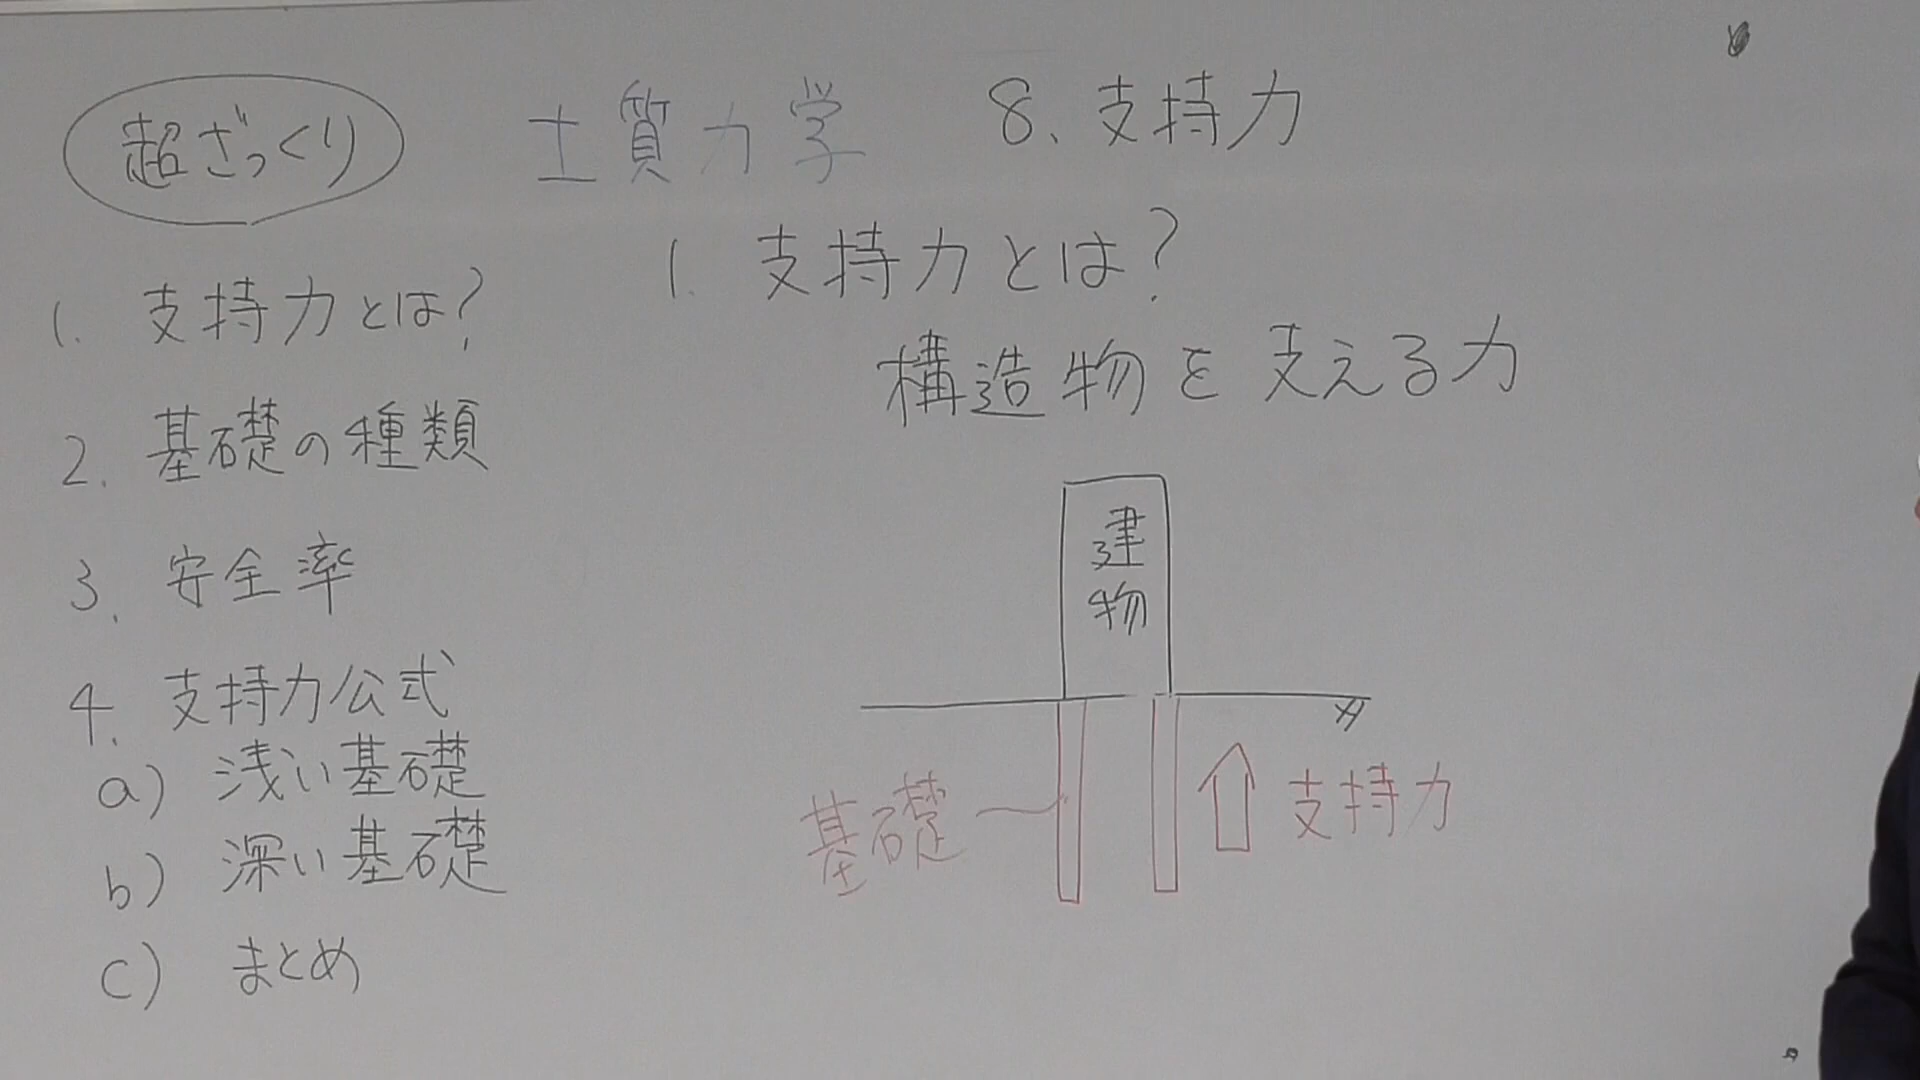 超ざっくり 土質力学 8. 支持力
1. 支持力とは?
2. 基礎の種類
3. 安全率
4. 支持力公式
a) 浅い基礎
b) 深い基礎
c) まとめ
1. 支持力とは?
構造物を支える力
建物
基礎
支持力